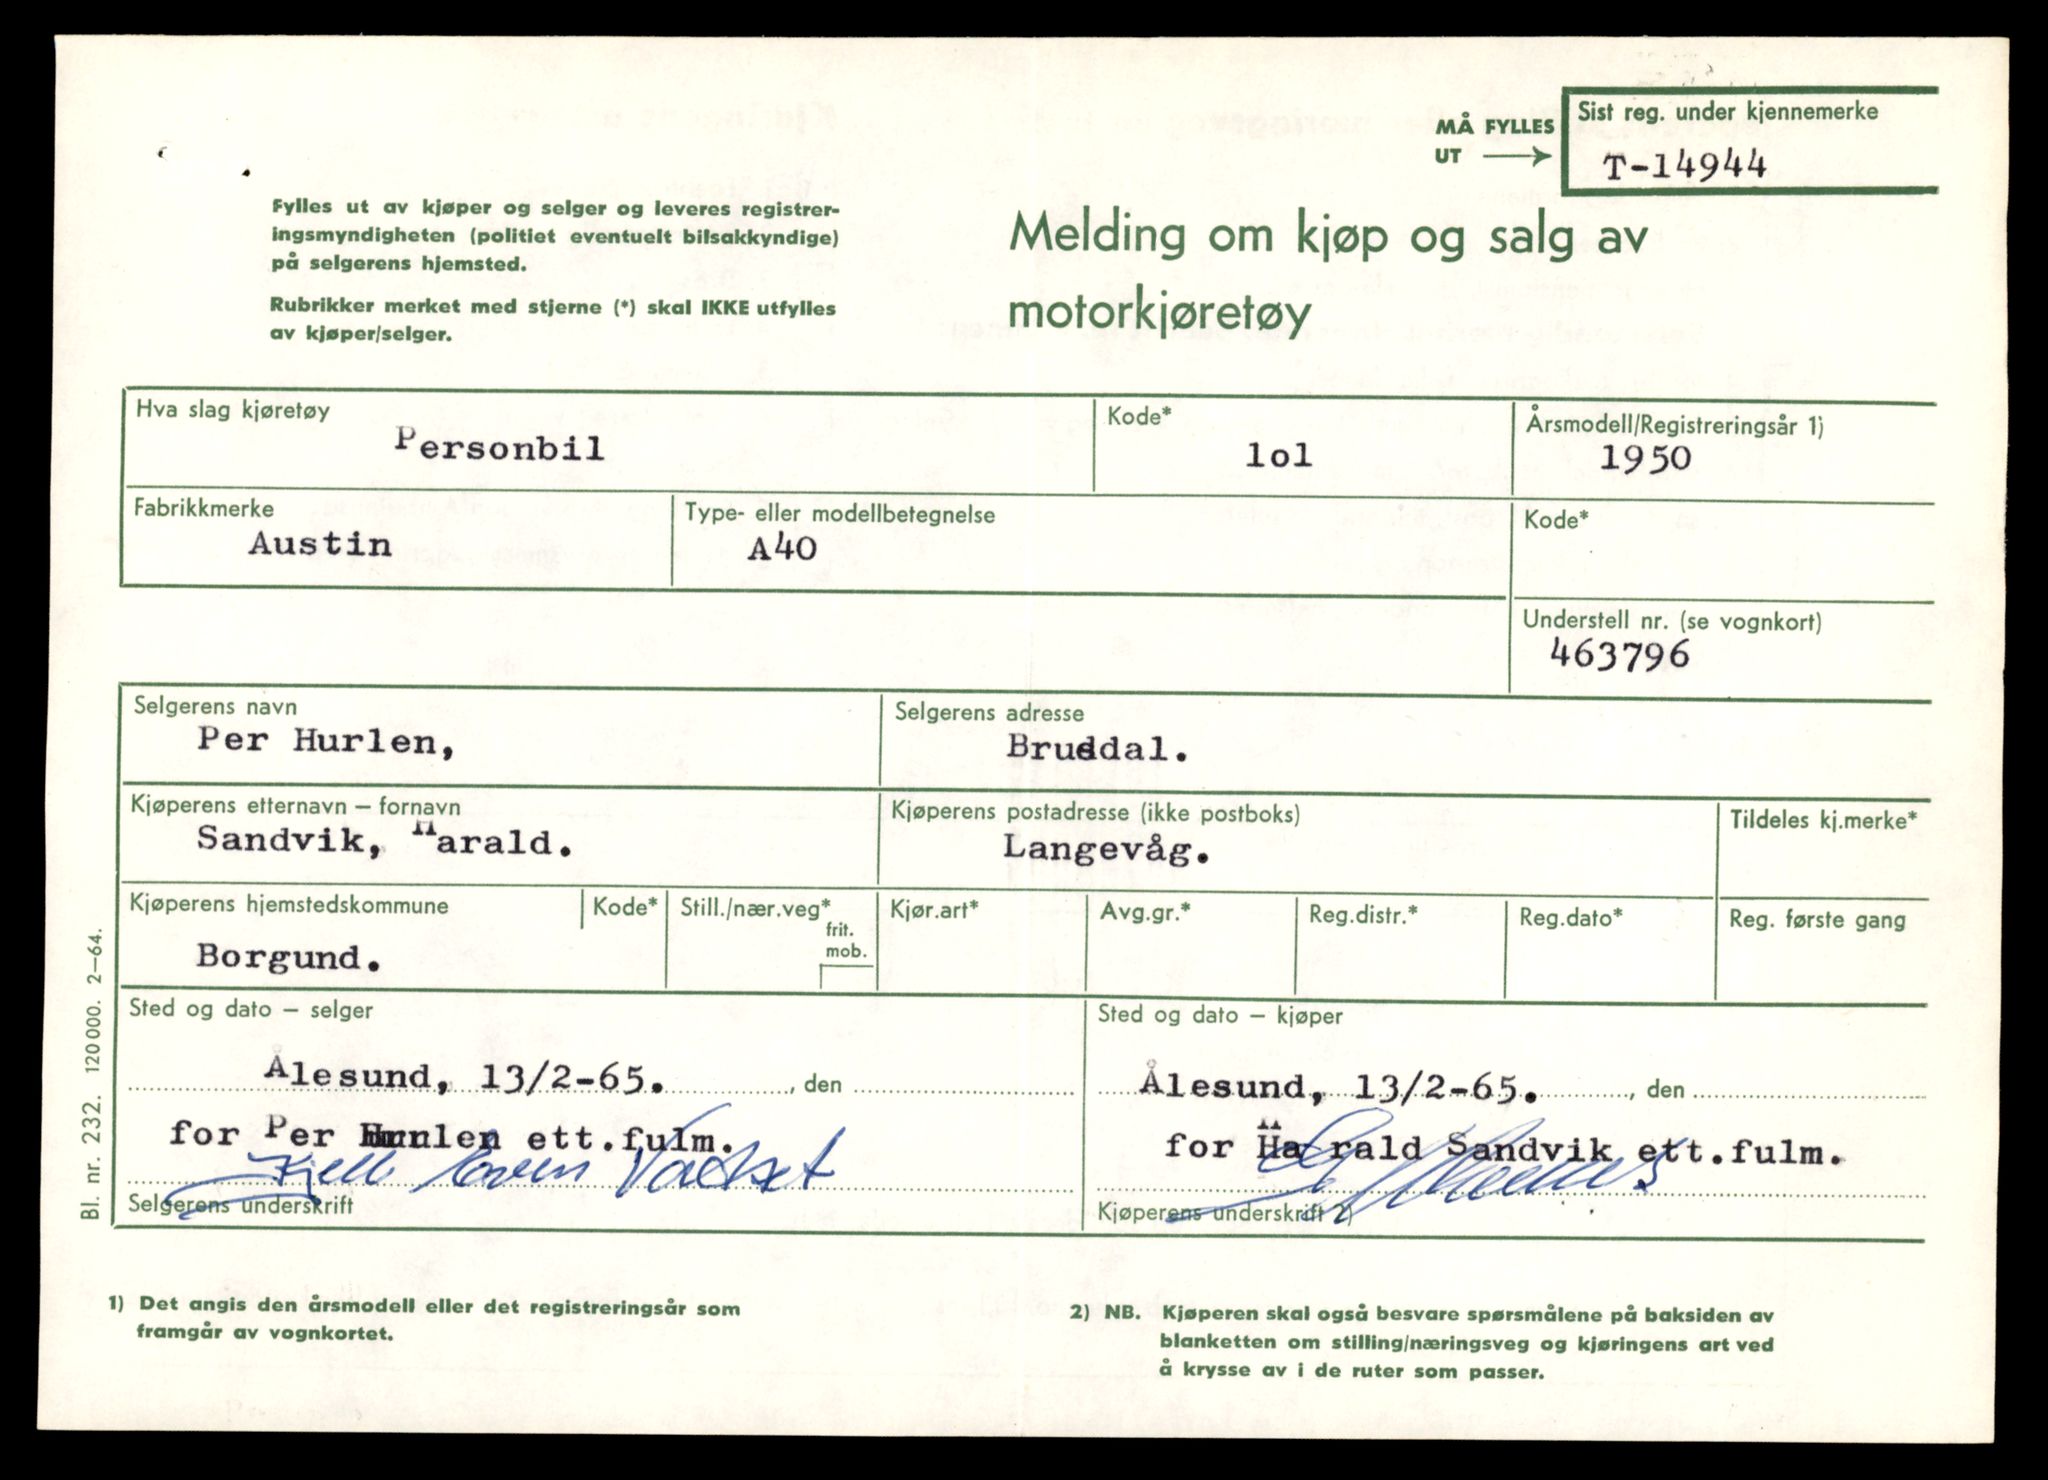 MÅ FYLLES
UT
Sist reg. under kjennemerke
T-14944
Fylles ut av kjøper og selger og leveres registrer-
ingsmyndigheten (politiet eventuelt bilsakkyndige)
på selgerens hjemsted.
Rubrikker merket med stjerne (*) skal IKKE utfylles
av kjøper/selger.
Melding om kjøp og salg av
motorkjøretøy
Hva slag kjøretøy
Personbil
Kode*
lol
Årsmodell/Registreringsår 1)
1950
Fabrikkmerke
Austin
Type- eller modellbetegnelse
A40
Kode*
Understell nr. (se vognkort)
463796
Selgerens navn
Per Hurlen,
Selgerens adresse
Brusdal.
Kjøperens etternavn – fornavn
Sandvik, Harald.
Kjøperens postadresse (ikke postboks)
Langevåg.
Tildeles kj.merke*
Kjøperens hjemstedskommune
Borgund.
Kode*
Still./nær.veg*
frit.
mob.
Kjør.art*
Avg.gr.*
Reg.distr.*
Reg.dato*
Reg. første gang
Sted og dato – selger
Ålesund, 13/2-65. , den
for Per Hurlen ett.fulm.
Kjell
Selgerens underskrift
Sted og dato – kjøper
Ålesund, 13/2-65. , den
for Harald Sandvik ett.fulm.
Kjøperens underskrift 2)
Bl. nr. 232. 120 000. 2–64.
1) Det angis den årsmodell eller det registreringsår som
framgår av vognkortet.
2) NB. Kjøperen skal også besvare spørsmålene på baksiden av
blanketten om stilling/næringsveg og kjøringens art ved
å krysse av i de ruter som passer.